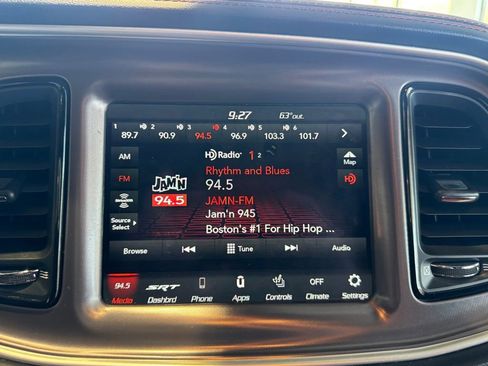 9:27 63°out.
1 2 3 4 5 6
89.7 90.9 94.5 96.9 103.3 101.7
AM
HD Radio 1 2
Map
Rhythm and Blues
FM
JAM'N 94.5
HD
94.5
SiriusXM
JAMN-FM
Jam'n 945
Source Select
Boston's #1 For Hip Hop ...
Browse Tune Audio
94.5 SRT OFF
Media Dashbrd Phone Apps Controls Climate Settings